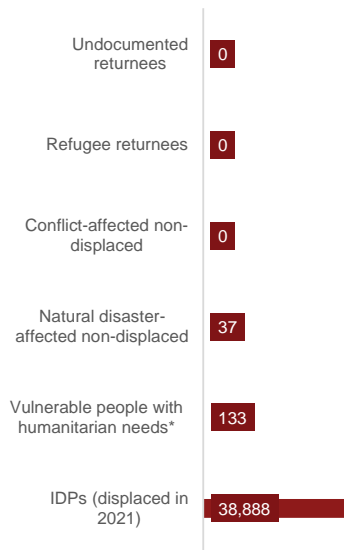 Undocumented
returnees
0
Refugee returnees
0
Conflict-affected non-
displaced
0
Natural disaster-
affected non-displaced
37
Vulnerable people with
humanitarian needs*
133
IDPs (displaced in
2021)
38,888